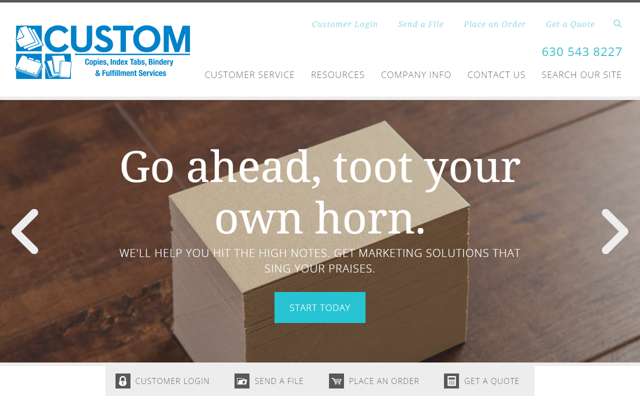 Customer Login
Send a File
Place an Order
Get a Quote
CUSTOM
Copies, Index Tabs, Bindery
& Fulfillment Services
630 543 8227
CUSTOMER SERVICE
RESOURCES
COMPANY INFO
CONTACT US
SEARCH OUR SITE
Go ahead, toot your
own horn.
WE'LL HELP YOU HIT THE HIGH NOTES. GET MARKETING SOLUTIONS THAT
SING YOUR PRAISES.
START TODAY
CUSTOMER LOGIN
SEND A FILE
PLACE AN ORDER
GET A QUOTE